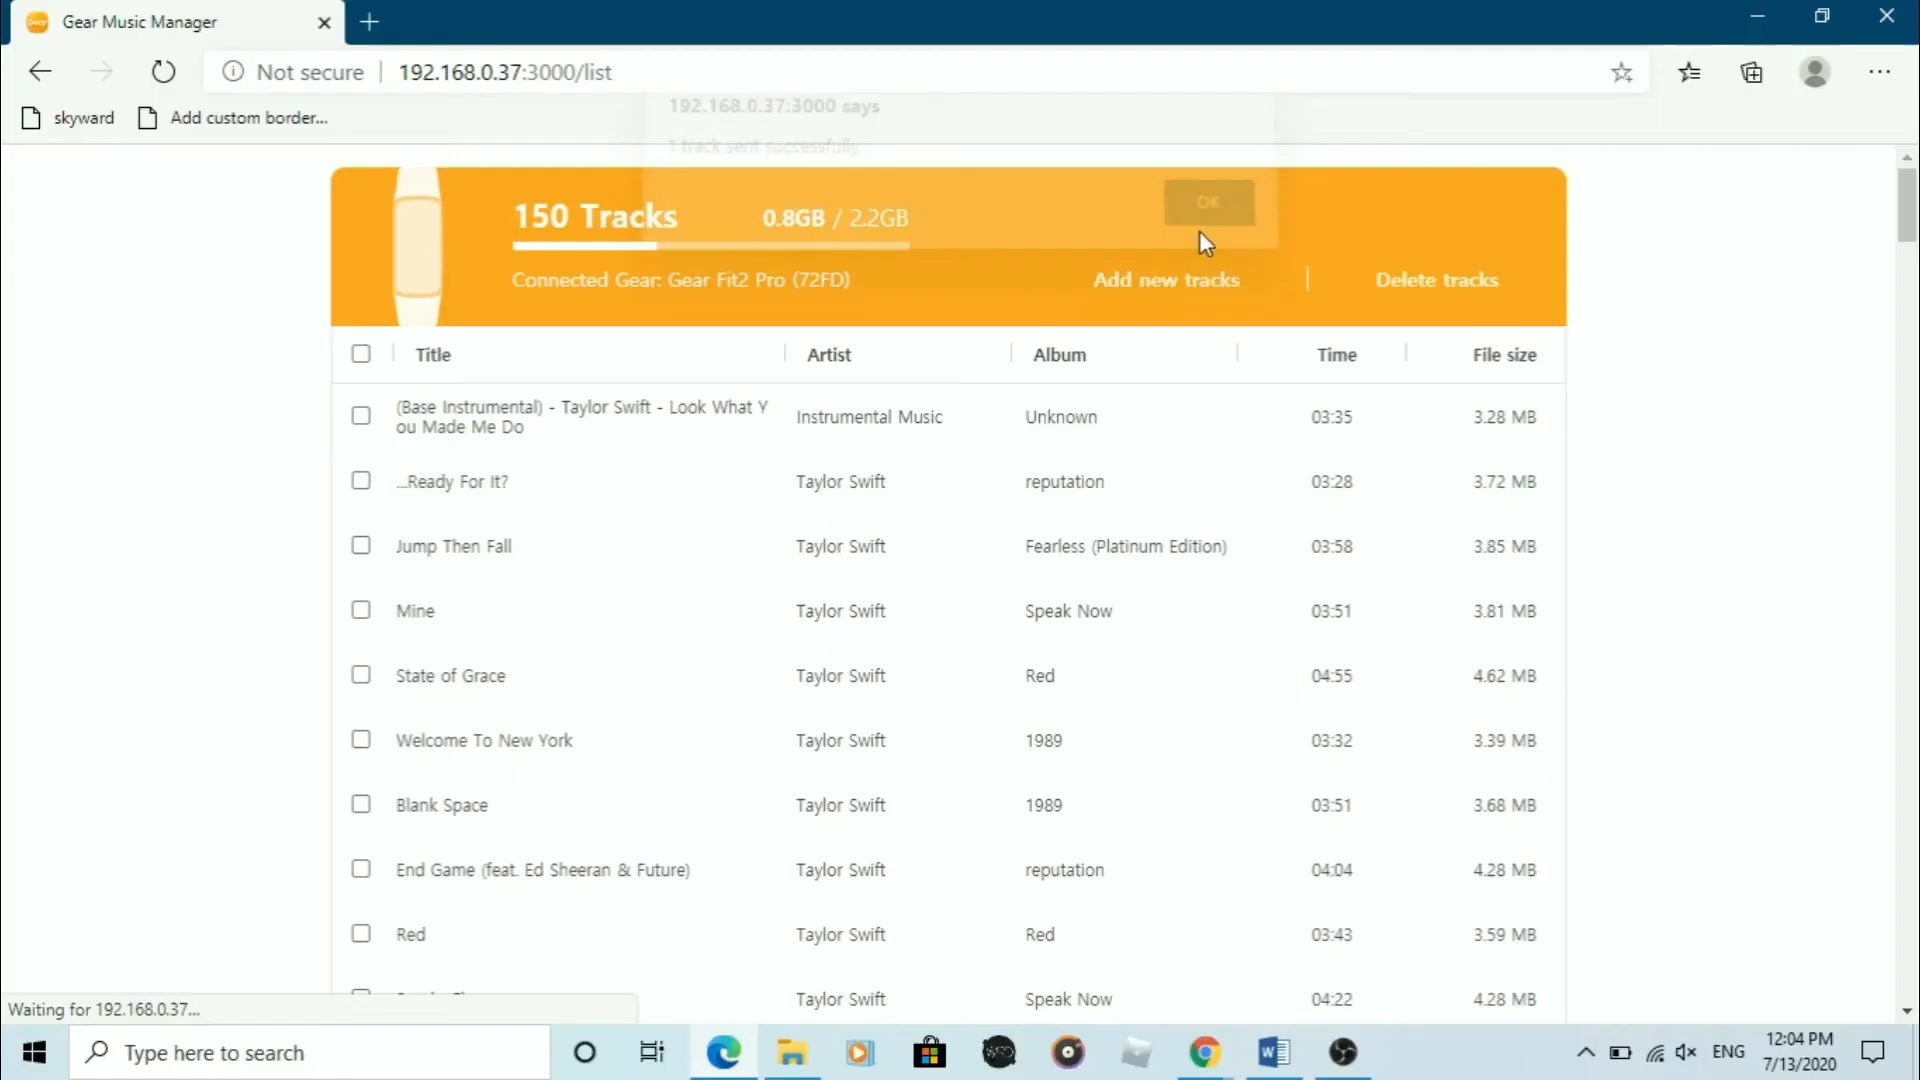 Gear Music Manager
Not secure 192.168.0.37:3000/list
skyward Add custom border...
192.168.0.37:3000 says
1 track sent successfully
OK
150 Tracks 0.8GB / 2.2GB
Connected Gear: Gear Fit2 Pro (72FD) Add new tracks Delete tracks
Title Artist Album Time File size
(Base Instrumental) - Taylor Swift - Look What Y
ou Made Me Do Instrumental Music Unknown 03:35 3.28 MB
...Ready For It? Taylor Swift reputation 03:28 3.72 MB
Jump Then Fall Taylor Swift Fearless (Platinum Edition) 03:58 3.85 MB
Mine Taylor Swift Speak Now 03:51 3.81 MB
State of Grace Taylor Swift Red 04:55 4.62 MB
Welcome To New York Taylor Swift 1989 03:32 3.39 MB
Blank Space Taylor Swift 1989 03:51 3.68 MB
End Game (feat. Ed Sheeran & Future) Taylor Swift reputation 04:04 4.28 MB
Red Taylor Swift Red 03:43 3.59 MB
Taylor Swift Speak Now 04:22 4.28 MB
Waiting for 192.168.0.37...
Type here to search ENG 12:04 PM
7/13/2020